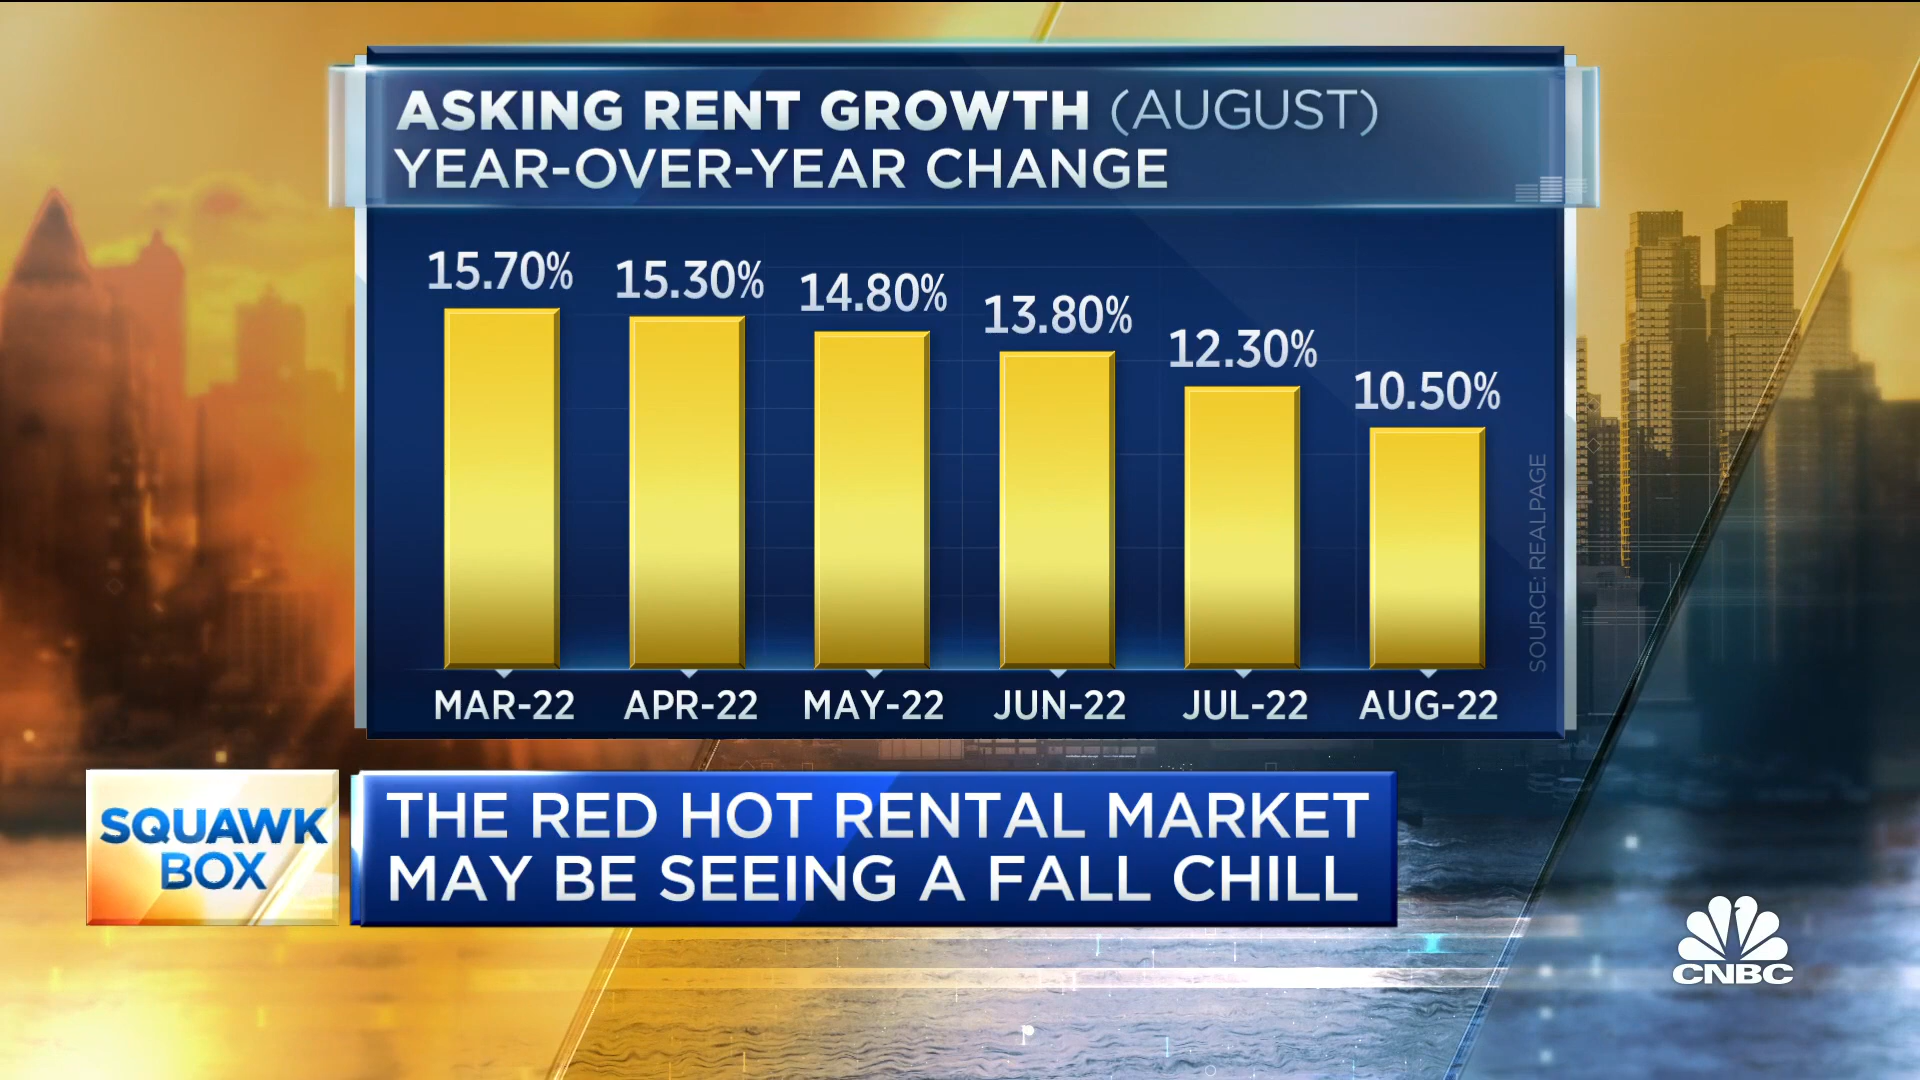 ASKING RENT GROWTH (AUGUST)
YEAR-OVER-YEAR CHANGE
15.70% 15.30% 14.80% 13.80% 12.30% 10.50%
MAR-22 APR-22 MAY-22 JUN-22 JUL-22 AUG-22
SOURCE: REALPAGE
SQUAWK
BOX
THE RED HOT RENTAL MARKET
MAY BE SEEING A FALL CHILL
CNBC